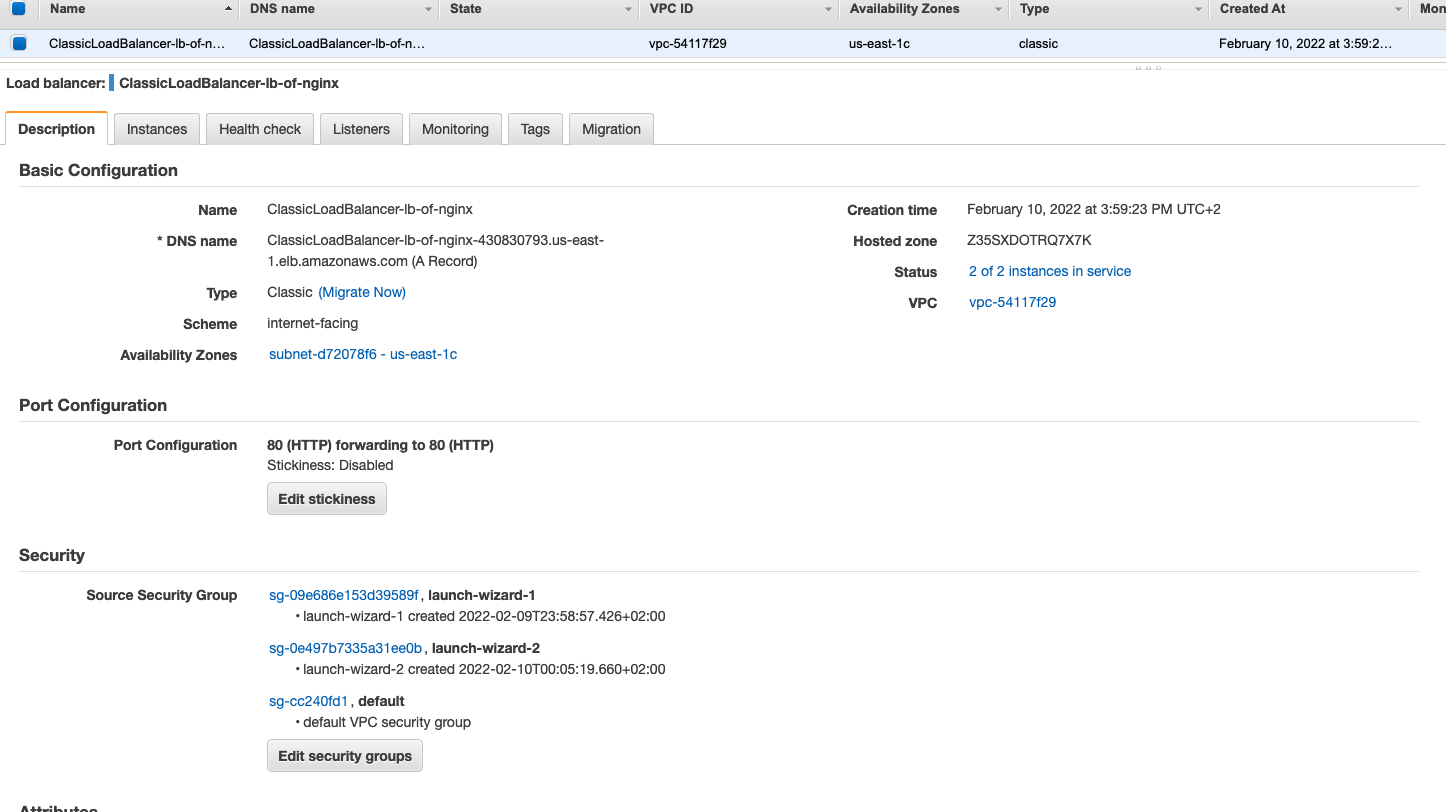 Name DNS name State VPC ID Availability Zones Type Created At Mon
ClassicLoadBalancer-lb-of-n… ClassicLoadBalancer-lb-of-n… vpc-54117f29 us-east-1c classic February 10, 2022 at 3:59:2…
Load balancer: ClassicLoadBalancer-lb-of-nginx
Description Instances Health check Listeners Monitoring Tags Migration
Basic Configuration
Name ClassicLoadBalancer-lb-of-nginx Creation time February 10, 2022 at 3:59:23 PM UTC+2
* DNS name ClassicLoadBalancer-lb-of-nginx-430830793.us-east- Hosted zone Z35SXDOTRQ7X7K
1.elb.amazonaws.com (A Record)
Status 2 of 2 instances in service
Type Classic (Migrate Now)
VPC vpc-54117f29
Scheme internet-facing
Availability Zones subnet-d72078f6 - us-east-1c
Port Configuration
Port Configuration 80 (HTTP) forwarding to 80 (HTTP)
Stickiness: Disabled
Edit stickiness
Security
Source Security Group sg-09e686e153d39589f, launch-wizard-1
• launch-wizard-1 created 2022-02-09T23:58:57.426+02:00
sg-0e497b7335a31ee0b, launch-wizard-2
• launch-wizard-2 created 2022-02-10T00:05:19.660+02:00
sg-cc240fd1, default
• default VPC security group
Edit security groups
Attributes